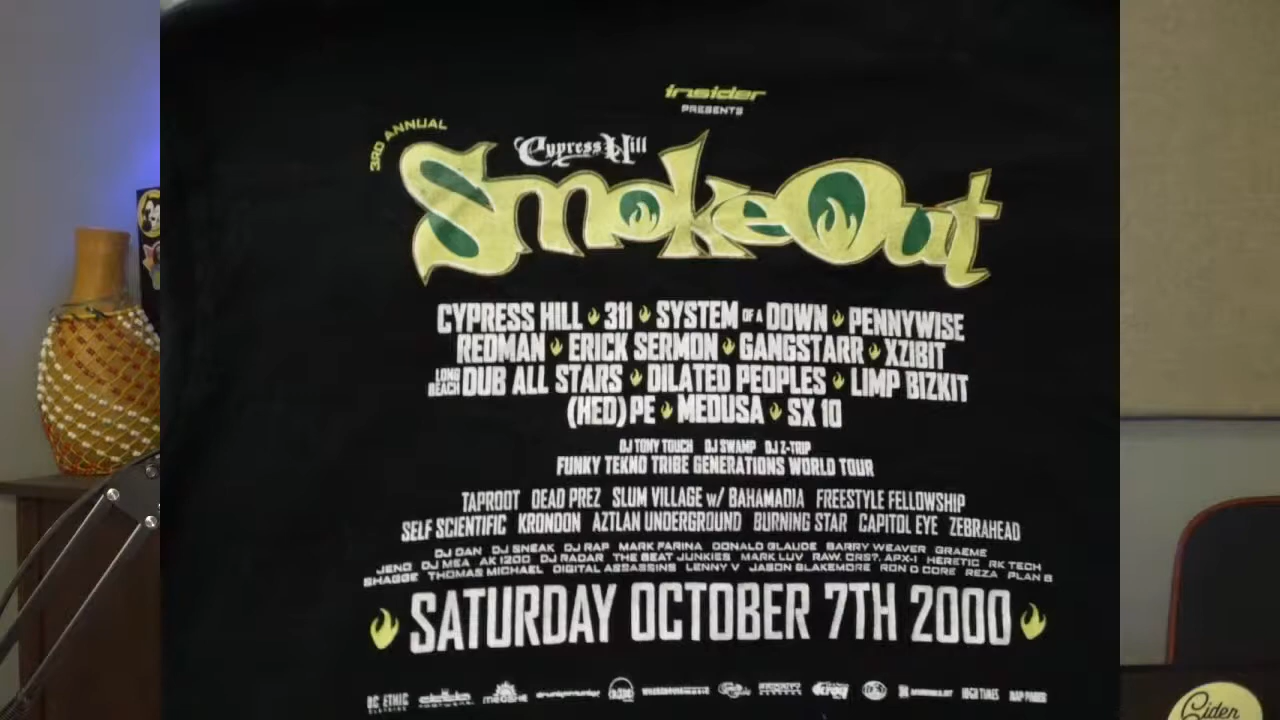 insider
PRESENTS
3RD ANNUAL
Cypress Hill
SmokeOut
CYPRESS HILL 311 SYSTEM OF A DOWN PENNYWISE
REDMAN ERICK SERMON GANGSTARR XZIBIT
LONG BEACH DUB ALL STARS DILATED PEOPLES LIMP BIZKIT
(HED) PE MEDUSA SX 10
DJ TONY TOUCH DJ SWAMP DJ Z-TRIP
FUNKY TEKNO TRIBE GENERATIONS WORLD TOUR
TAPROOT DEAD PREZ SLUM VILLAGE w/ BAHAMADIA FREESTYLE FELLOWSHIP
SELF SCIENTIFIC KRONDON AZTLAN UNDERGROUND BURNING STAR CAPITOL EYE ZEBRAHEAD
DJ DAN DJ SNEAK DJ RAP MARK FARINA DONALD GLAUDE BARRY WEAVER GRAEME
JENO DJ MEA AK1200 DJ RADAR THE BEAT JUNKIES MARK LUV RAW, CRS?, APX-1 HERETIC RK TECH
SHAGGE THOMAS MICHAEL DIGITAL ASSASSINS LENNY V JASON BLAKEMORE RON D CORE REZA PLAN B
SATURDAY OCTOBER 7TH 2000
HIGH TIMES RAP PAGES
Cider